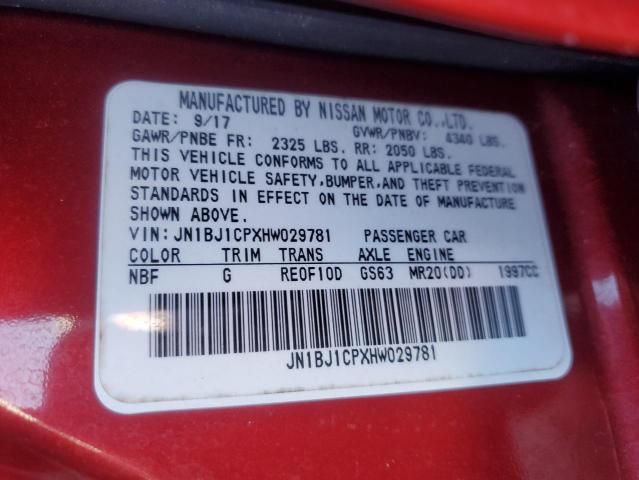 MANUFACTURED BY NISSAN MOTOR CO.,LTD.
DATE: 9/17 GVWR/PNBV: 4340 LBS.
GAWR/PNBE FR: 2325 LBS. RR: 2050 LBS.
THIS VEHICLE CONFORMS TO ALL APPLICABLE FEDERAL
MOTOR VEHICLE SAFETY,BUMPER,AND THEFT PREVENTION
STANDARDS IN EFFECT ON THE DATE OF MANUFACTURE
SHOWN ABOVE.
VIN: JN1BJ1CPXHW029781 PASSENGER CAR
COLOR TRIM TRANS AXLE ENGINE
NBF G RE0F10D GS63 MR20(DD) 1997CC
JN1BJ1CPXHW029781